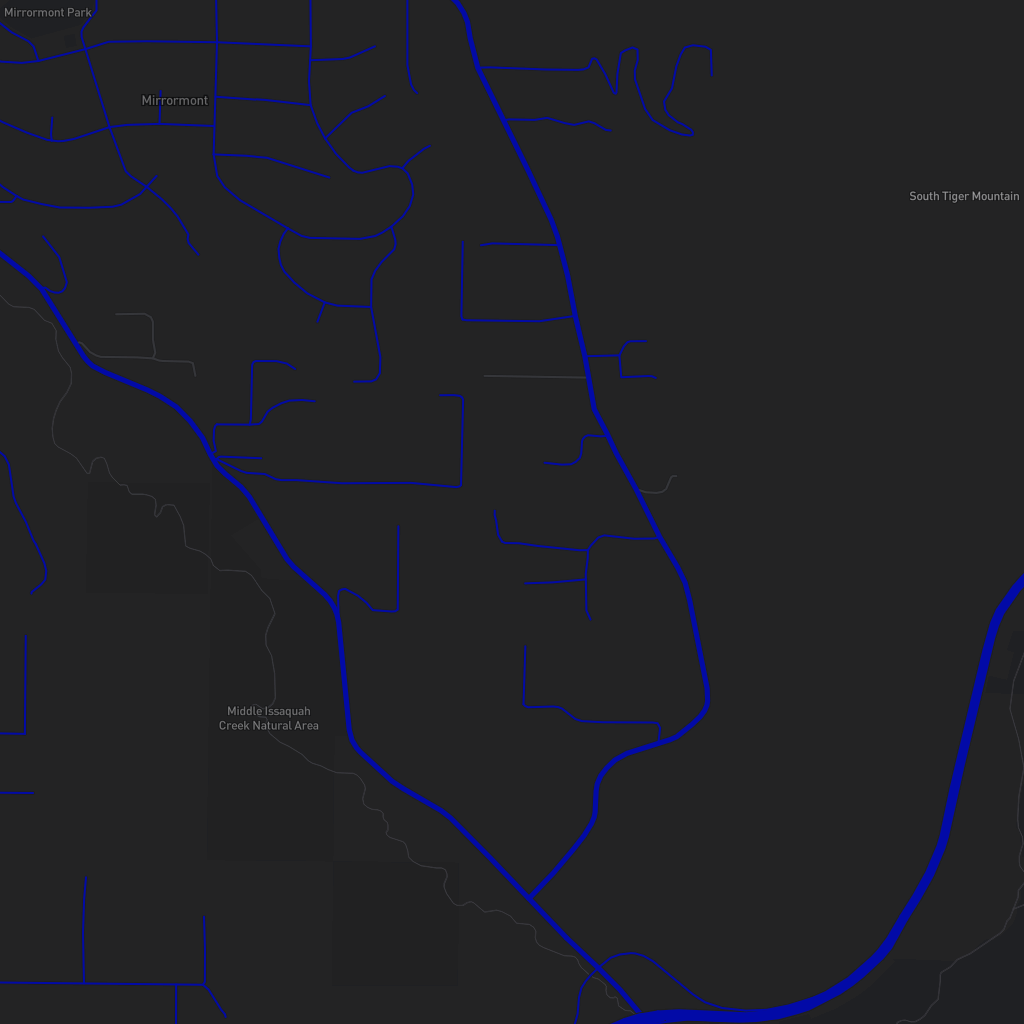 Mirrormont Park
Mirrormont
South Tiger Mountain
Middle Issaquah
Creek Natural Area